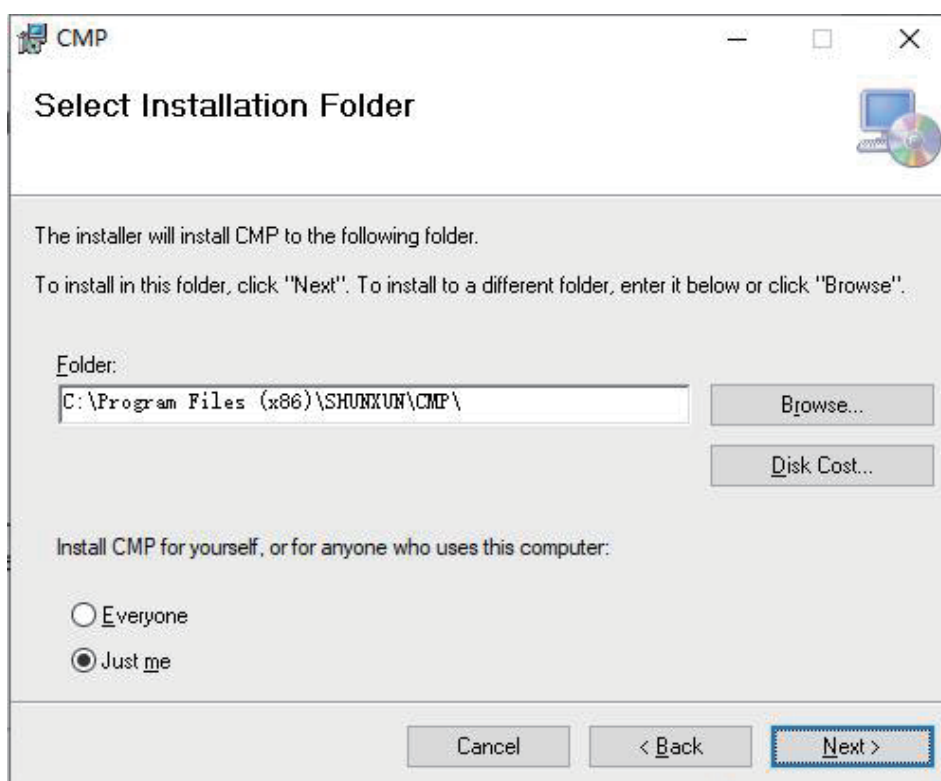 CMP
Select Installation Folder
The installer will install CMP to the following folder.
To install in this folder, click "Next". To install to a different folder, enter it below or click "Browse".
Folder:
C:\Program Files (x86)\SHUNXUN\CMP\
Browse...
Disk Cost...
Install CMP for yourself, or for anyone who uses this computer:
Everyone
Just me
Cancel
< Back
Next >